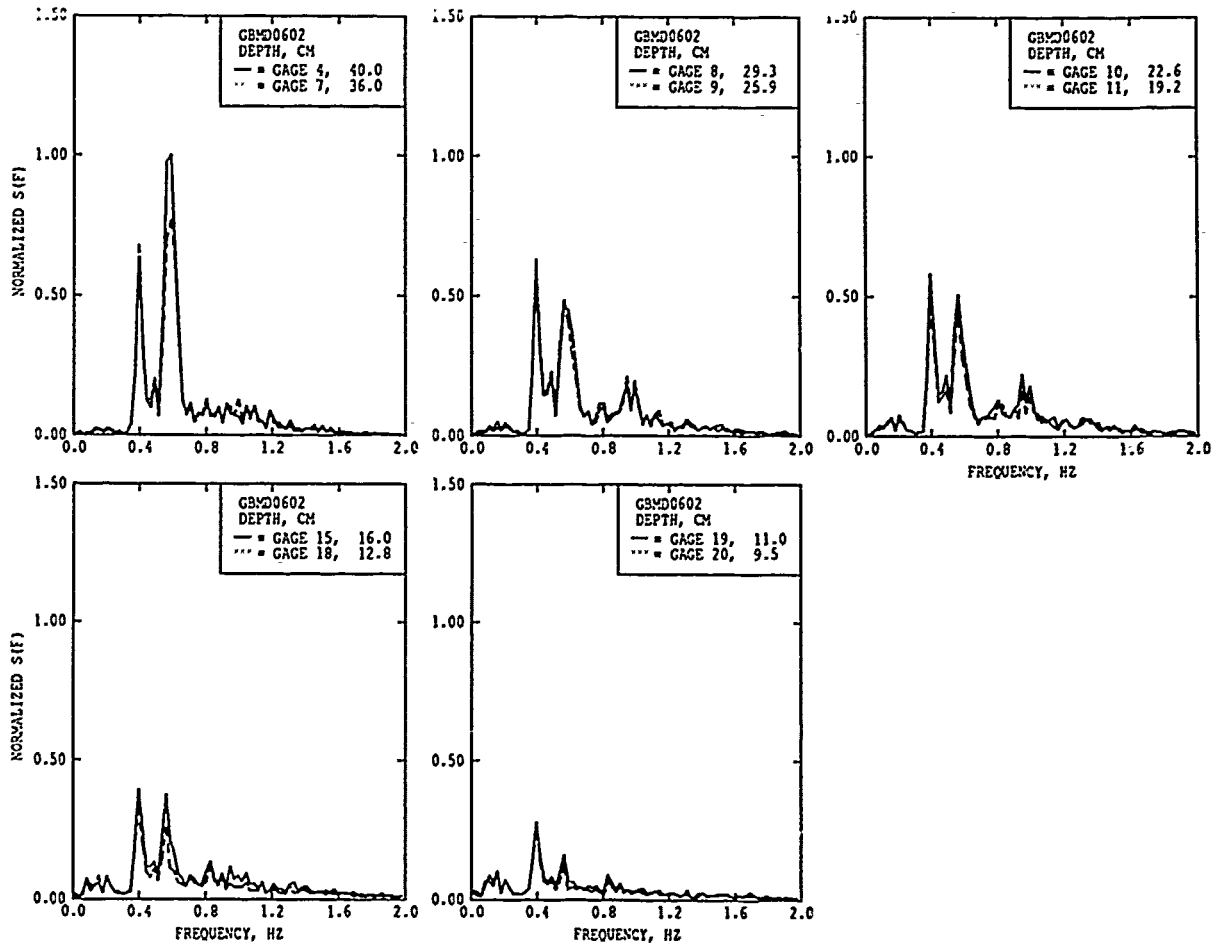 1.50
1.00
0.50
0.00
NORMALIZED S(F)
GBMD0602
DEPTH, CM
— = GAGE 4, 40.0
×× = GAGE 7, 36.0
0.0 0.4 0.8 1.2 1.6 2.0
1.50
1.00
0.50
0.00
GBMD0602
DEPTH, CM
— = GAGE 8, 29.3
××× = GAGE 9, 25.9
0.0 0.4 0.8 1.2 1.6 2.0
1.50
1.00
0.50
0.00
GBMD0602
DEPTH, CM
— = GAGE 10, 22.6
××× = GAGE 11, 19.2
0.0 0.4 0.8 1.2 1.6 2.0
FREQUENCY, HZ
1.50
1.00
0.50
0.00
NORMALIZED S(F)
GBMD0602
DEPTH, CM
— = GAGE 15, 16.0
××× = GAGE 18, 12.8
0.0 0.4 0.8 1.2 1.6 2.0
FREQUENCY, HZ
1.50
1.00
0.50
0.00
GBMD0602
DEPTH, CM
— = GAGE 19, 11.0
××× = GAGE 20, 9.5
0.0 0.4 0.8 1.2 1.6 2.0
FREQUENCY, HZ